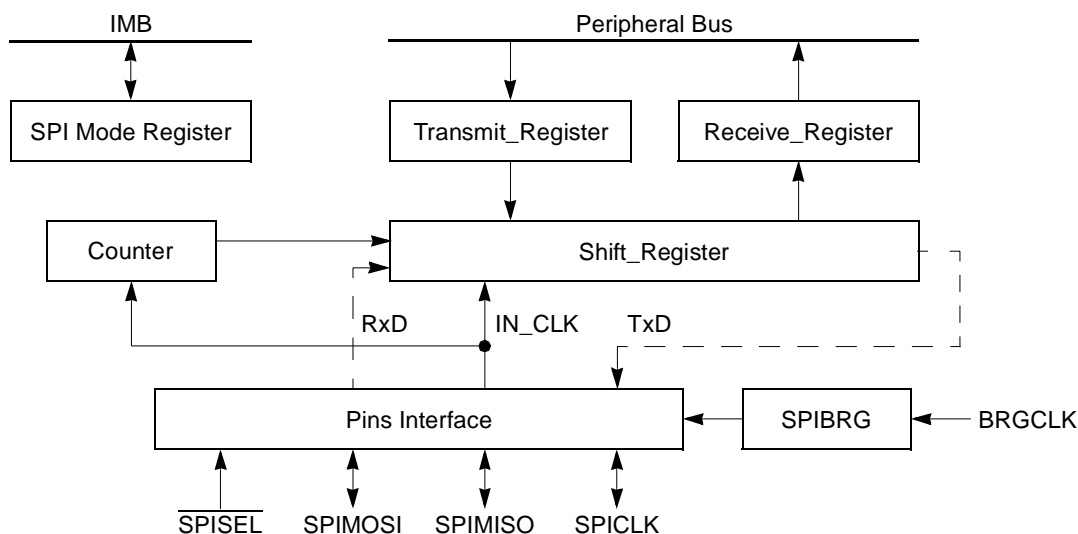 IMB
Peripheral Bus
SPI Mode Register
Transmit_Register
Receive_Register
Counter
Shift_Register
RxD
IN_CLK
TxD
Pins Interface
SPIBRG
BRGCLK
SPISEL
SPIMOSI
SPIMISO
SPICLK